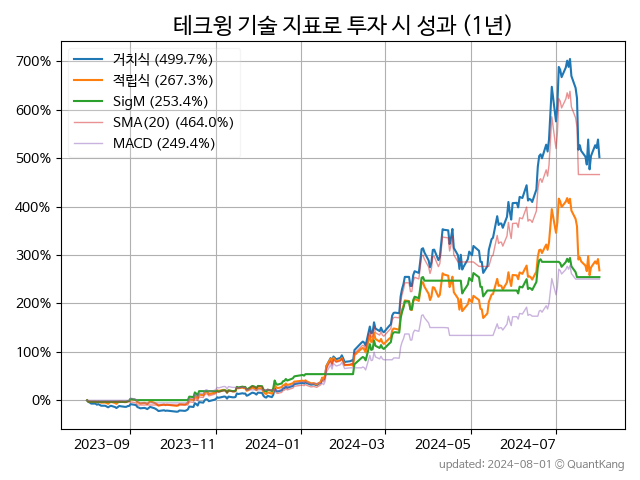 테크윙 기술 지표로 투자 시 성과 (1년)
거치식 (499.7%)
적립식 (267.3%)
SigM (253.4%)
SMA(20) (464.0%)
MACD (249.4%)
700%
600%
500%
400%
300%
200%
100%
0%
2023-09 2023-11 2024-01 2024-03 2024-05 2024-07
updated: 2024-08-01 © QuantKang